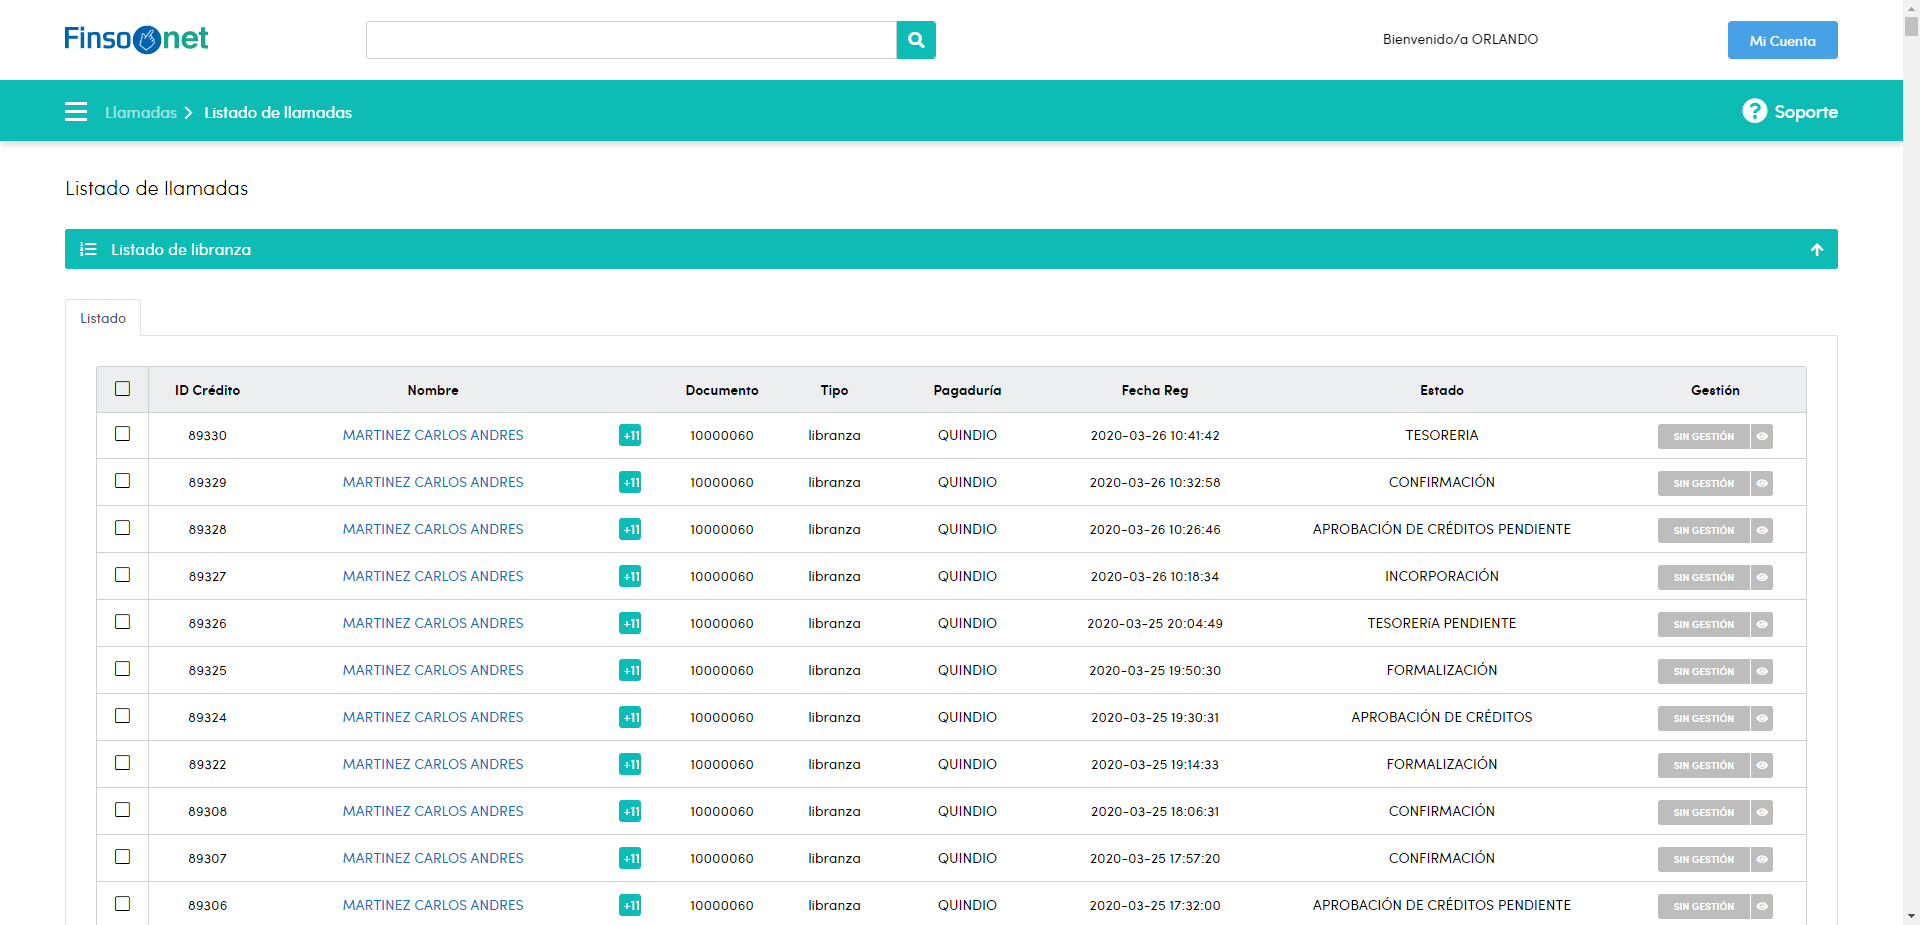 Finsonet
Bienvenido/a ORLANDO
Mi Cuenta
Llamadas
Listado de llamadas
Soporte
Listado de llamadas
Listado de libranza
Listado
ID Crédito Nombre Documento Tipo Pagaduría Fecha Reg Estado Gestión
89330 MARTINEZ CARLOS ANDRES +11 10000060 libranza QUINDIO 2020-03-26 10:41:42 TESORERIA SIN GESTIÓN
89329 MARTINEZ CARLOS ANDRES +11 10000060 libranza QUINDIO 2020-03-26 10:32:58 CONFIRMACIÓN SIN GESTIÓN
89328 MARTINEZ CARLOS ANDRES +11 10000060 libranza QUINDIO 2020-03-26 10:26:46 APROBACIÓN DE CRÉDITOS PENDIENTE SIN GESTIÓN
89327 MARTINEZ CARLOS ANDRES +11 10000060 libranza QUINDIO 2020-03-26 10:18:34 INCORPORACIÓN SIN GESTIÓN
89326 MARTINEZ CARLOS ANDRES +11 10000060 libranza QUINDIO 2020-03-25 20:04:49 TESORERíA PENDIENTE SIN GESTIÓN
89325 MARTINEZ CARLOS ANDRES +11 10000060 libranza QUINDIO 2020-03-25 19:50:30 FORMALIZACIÓN SIN GESTIÓN
89324 MARTINEZ CARLOS ANDRES +11 10000060 libranza QUINDIO 2020-03-25 19:30:31 APROBACIÓN DE CRÉDITOS SIN GESTIÓN
89322 MARTINEZ CARLOS ANDRES +11 10000060 libranza QUINDIO 2020-03-25 19:14:33 FORMALIZACIÓN SIN GESTIÓN
89308 MARTINEZ CARLOS ANDRES +11 10000060 libranza QUINDIO 2020-03-25 18:06:31 CONFIRMACIÓN SIN GESTIÓN
89307 MARTINEZ CARLOS ANDRES +11 10000060 libranza QUINDIO 2020-03-25 17:57:20 CONFIRMACIÓN SIN GESTIÓN
89306 MARTINEZ CARLOS ANDRES +11 10000060 libranza QUINDIO 2020-03-25 17:32:00 APROBACIÓN DE CRÉDITOS PENDIENTE SIN GESTIÓN